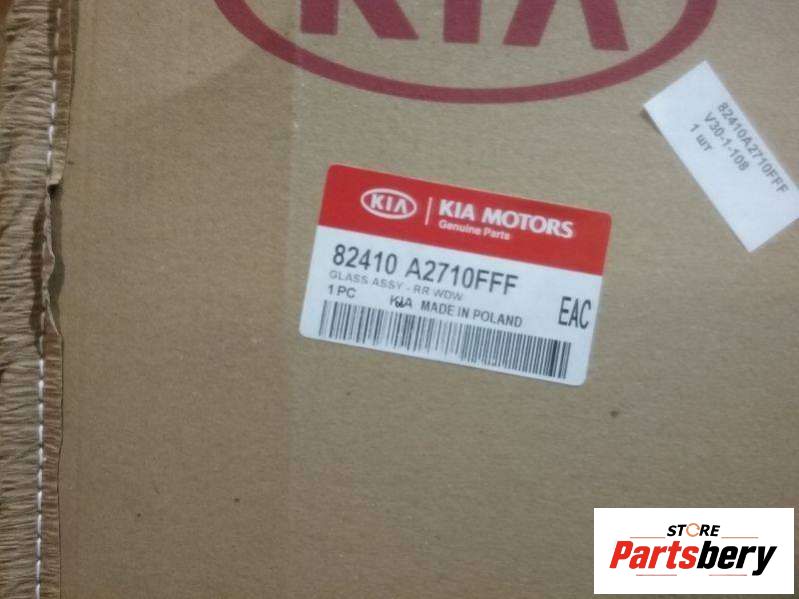 KIA
82410A2710FFF
V30-1-108
1 шт
KIA
KIA MOTORS
Genuine Parts
82410 A2710FFF
GLASS ASSY - RR WDW
1 PC
KIA
MADE IN POLAND
EAC
STORE
Partsbery